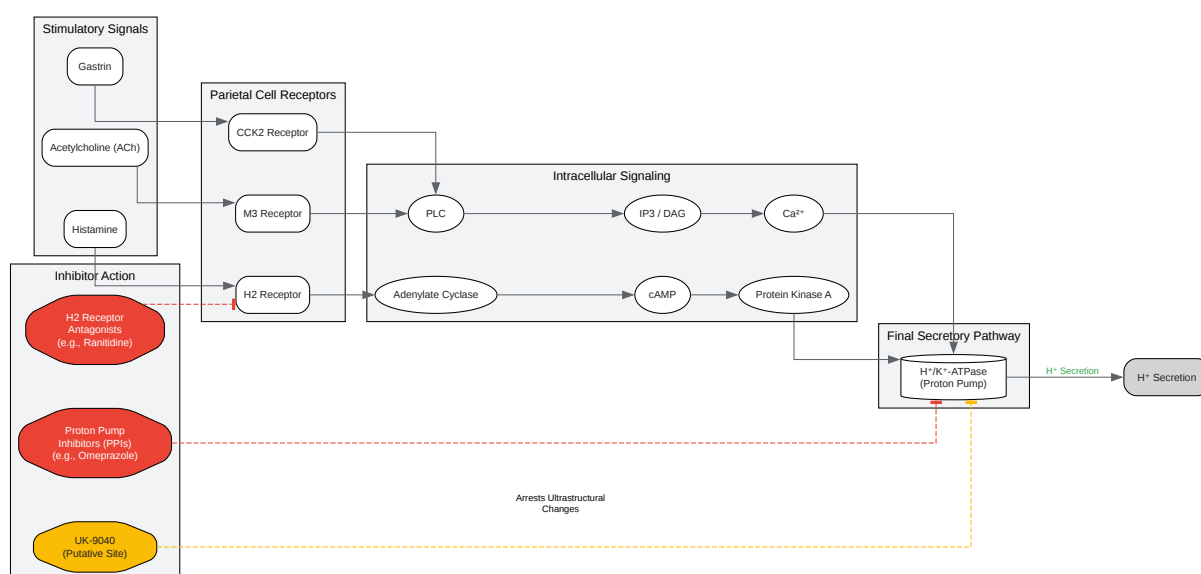 Stimulatory Signals
Gastrin
Acetylcholine (ACh)
Histamine
Parietal Cell Receptors
CCK2 Receptor
M3 Receptor
H2 Receptor
Intracellular Signaling
PLC
IP3 / DAG
Ca²⁺
Adenylate Cyclase
cAMP
Protein Kinase A
Inhibitor Action
H2 Receptor
Antagonists
(e.g., Ranitidine)
Proton Pump
Inhibitors (PPIs)
(e.g., Omeprazole)
UK-9040
(Putative Site)
Final Secretory Pathway
H⁺/K⁺-ATPase
(Proton Pump)
H⁺ Secretion
H⁺ Secretion
Arrests Ultrastructural
Changes